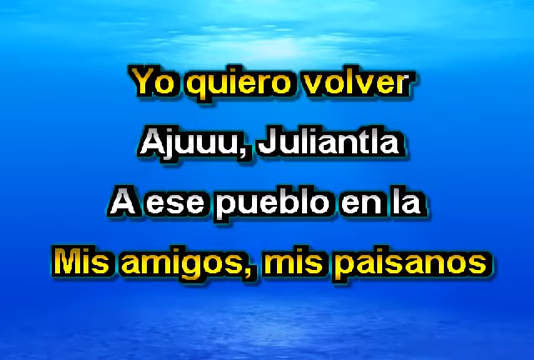 Yo quiero volver
Ajuuu, Juliantla
A ese pueblo en la
Mis amigos, mis paisanos